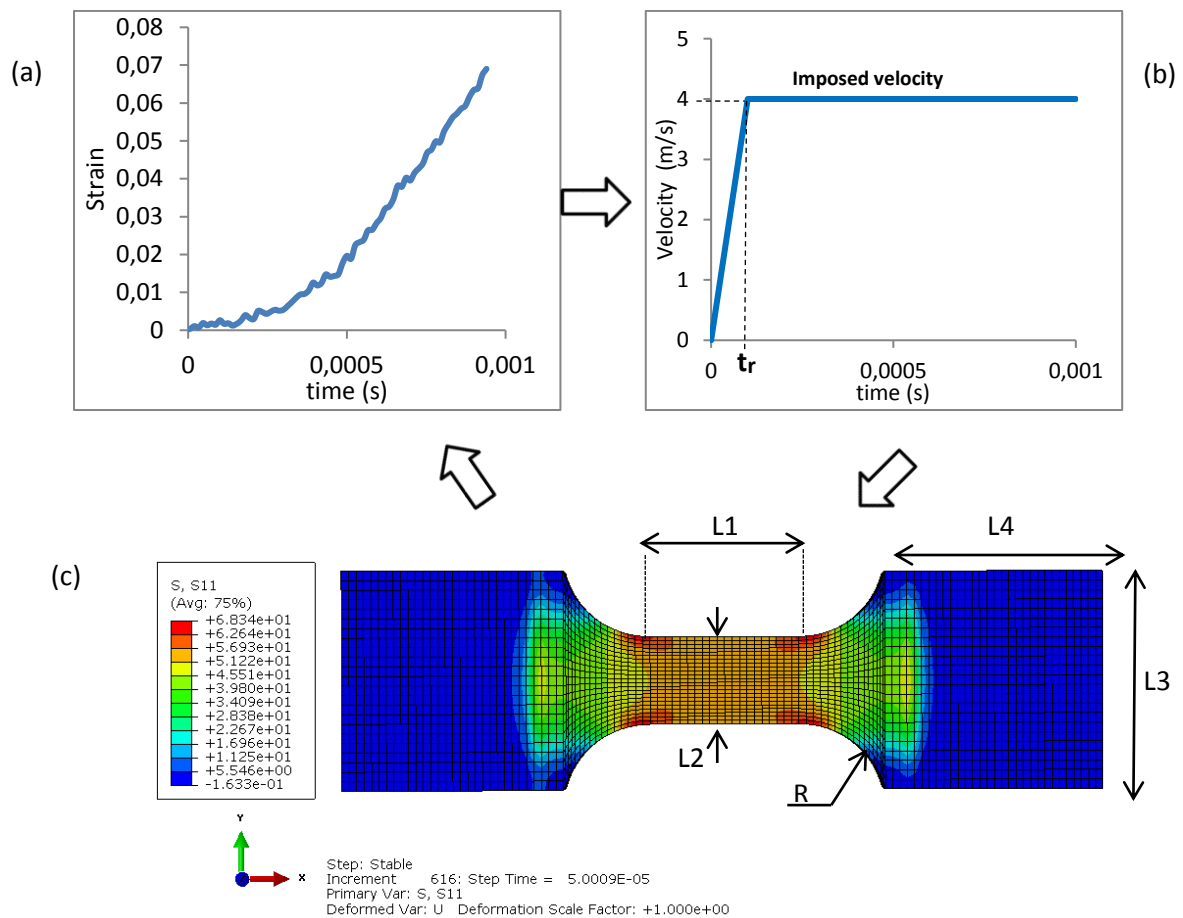 (a)
0,08
0,07
0,06
0,05
0,04
0,03
0,02
0,01
0
Strain
0
0,0005
0,001
time (s)
(b)
5
4
3
2
1
0
Velocity (m/s)
Imposed velocity
tr
0
0,0005
0,001
time (s)
(c)
S, S11
(Avg: 75%)
+6.834e+01
+6.264e+01
+5.693e+01
+5.122e+01
+4.551e+01
+3.980e+01
+3.409e+01
+2.838e+01
+2.267e+01
+1.696e+01
+1.125e+01
+5.546e+00
-1.633e-01
L1
L4
L3
L2
R
Y
X
Step: Stable
Increment 616: Step Time = 5.0009E-05
Primary Var: S, S11
Deformed Var: U Deformation Scale Factor: +1.000e+00